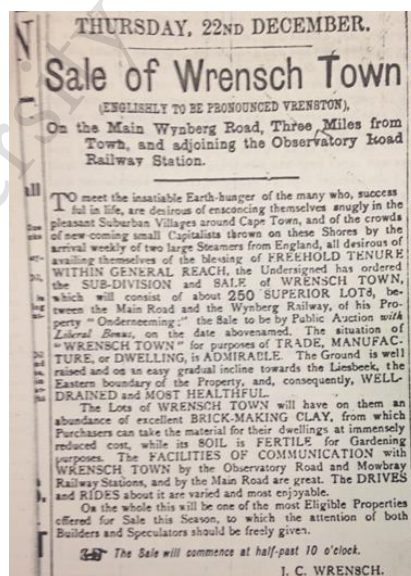 THURSDAY, 22ND DECEMBER.
Sale of Wrensch Town
(ENGLISHLY TO BE PRONOUNCED VRENSTON),
On the Main Wynberg Road, Three Miles from
Town, and adjoining the Observatory Road
Railway Station.
TO meet the insatiable Earth-hunger of the many who, success
ful in life, are desirous of ensconcing themselves snugly in the
pleasant Suburban Villages around Cape Town, and of the crowds
of new-coming small Capitalists thrown on these Shores by the
arrival weekly of two large Steamers from England, all desirous of
availing themselves of the blessing of FREEHOLD TENURE
WITHIN GENERAL REACH, the Undersigned has ordered
the SUB-DIVISION and SALE of WRENSCH TOWN,
which will consist of about 250 SUPERIOR LOTS, be-
tween the Main Road and the Wynberg Railway, of his Pro-
perty "Onderneeming;" the Sale to be by Public Auction with
Liberal Bonus, on the date abovenamed. The situation of
"WRENSCH TOWN" for purposes of TRADE, MANUFAC-
TURE, or DWELLING, is ADMIRABLE. The Ground is well
raised and on an easy gradual incline towards the Liesbeek, the
Eastern boundary of the Property, and, consequently, WELL-
DRAINED and MOST HEALTHFUL.
The Lots of WRENSCH TOWN will have on them an
abundance of excellent BRICK-MAKING CLAY, from which
Purchasers can take the material for their dwellings at immensely
reduced cost, while its SOIL is FERTILE for Gardening
purposes. The FACILITIES OF COMMUNICATION with
WRENSCH TOWN by the Observatory Road and Mowbray
Railway Stations, and by the Main Road are great. The DRIVES
and RIDES about it are varied and most enjoyable.
On the whole this will be one of the most Eligible Properties
offered for Sale this Season, to which the attention of both
Builders and Speculators should be freely given.
The Sale will commence at half-past 10 o'clock.
J. C. WRENSCH.